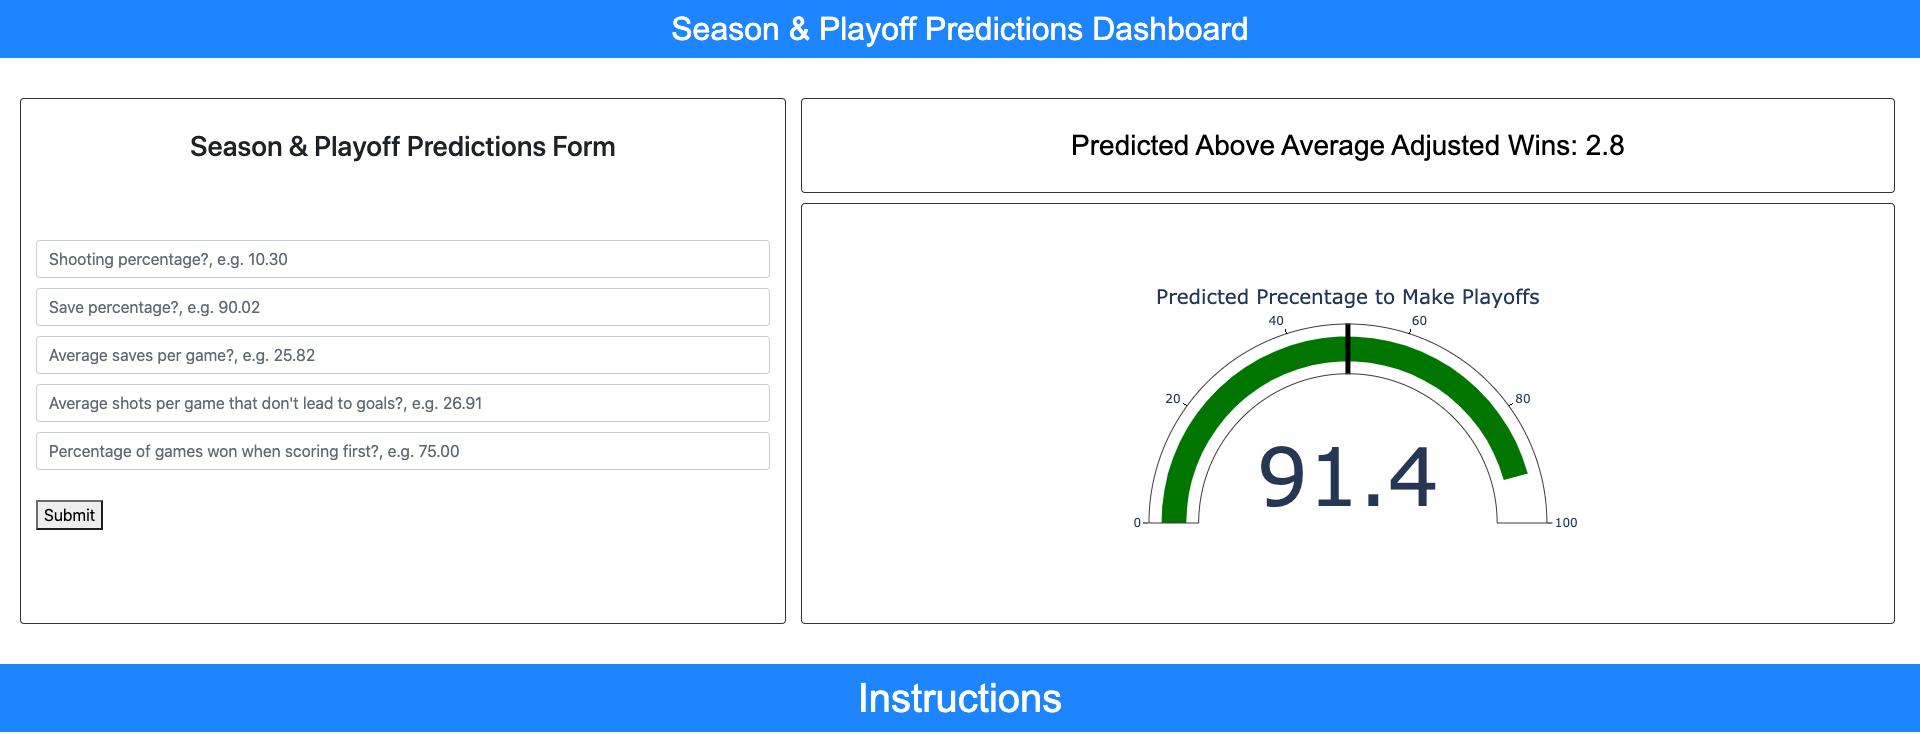 Season & Playoff Predictions Dashboard
Season & Playoff Predictions Form
Shooting percentage?, e.g. 10.30
Save percentage?, e.g. 90.02
Average saves per game?, e.g. 25.82
Average shots per game that don't lead to goals?, e.g. 26.91
Percentage of games won when scoring first?, e.g. 75.00
Submit
Predicted Above Average Adjusted Wins: 2.8
Predicted Precentage to Make Playoffs
0
20
40
60
80
100
91.4
Instructions